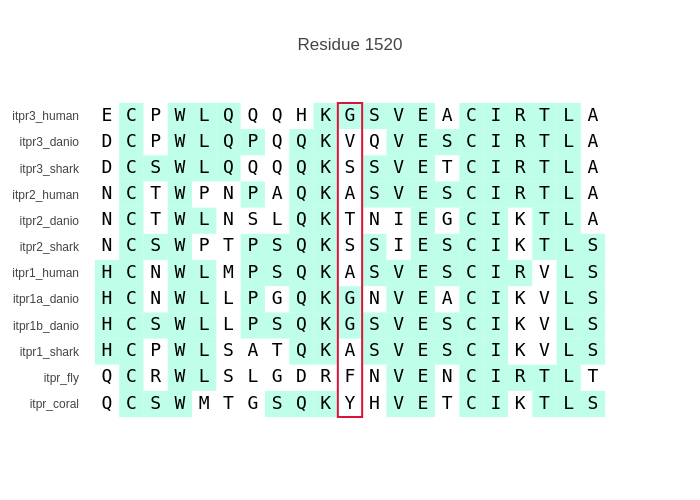 Residue 1520
itpr3_human E C P W L Q Q Q H K G S V E A C I R T L A
itpr3_danio D C P W L Q P Q Q K V Q V E S C I R T L A
itpr3_shark D C S W L Q Q Q Q K S S V E T C I R T L A
itpr2_human N C T W P N P A Q K A S V E S C I R T L A
itpr2_danio N C T W L N S L Q K T N I E G C I K T L A
itpr2_shark N C S W P T P S Q K S S I E S C I K T L S
itpr1_human H C N W L M P S Q K A S V E S C I R V L S
itpr1a_danio H C N W L L P G Q K G N V E A C I K V L S
itpr1b_danio H C S W L L P S Q K G S V E S C I K V L S
itpr1_shark H C P W L S A T Q K A S V E S C I K V L S
itpr_fly Q C R W L S L G D R F N V E N C I R T L T
itpr_coral Q C S W M T G S Q K Y H V E T C I K T L S